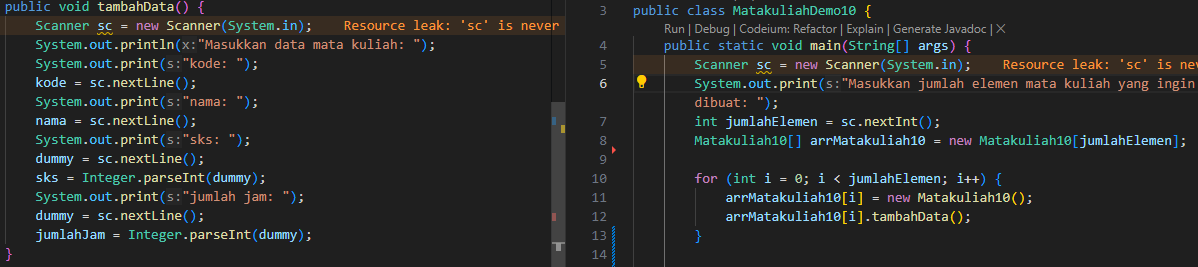 public void tambahData() {
Scanner sc = new Scanner(System.in);     Resource leak: 'sc' is never
System.out.println(x:"Masukkan data mata kuliah: ");
System.out.print(s:"kode: ");
kode = sc.nextLine();
System.out.print(s:"nama: ");
nama = sc.nextLine();
System.out.print(s:"sks: ");
dummy = sc.nextLine();
sks = Integer.parseInt(dummy);
System.out.print(s:"jumlah jam: ");
dummy = sc.nextLine();
jumlahJam = Integer.parseInt(dummy);
}
3 public class MatakuliahDemo10 {
Run | Debug | Codeium: Refactor | Explain | Generate Javadoc | X
4 public static void main(String[] args) {
5 Scanner sc = new Scanner(System.in);     Resource leak: 'sc' is nev
6 System.out.print(s:"Masukkan jumlah elemen mata kuliah yang ingin
dibuat: ");
7 int jumlahElemen = sc.nextInt();
8 Matakuliah10[] arrMatakuliah10 = new Matakuliah10[jumlahElemen];
9
10 for (int i = 0; i < jumlahElemen; i++) {
11 arrMatakuliah10[i] = new Matakuliah10();
12 arrMatakuliah10[i].tambahData();
13 }
14